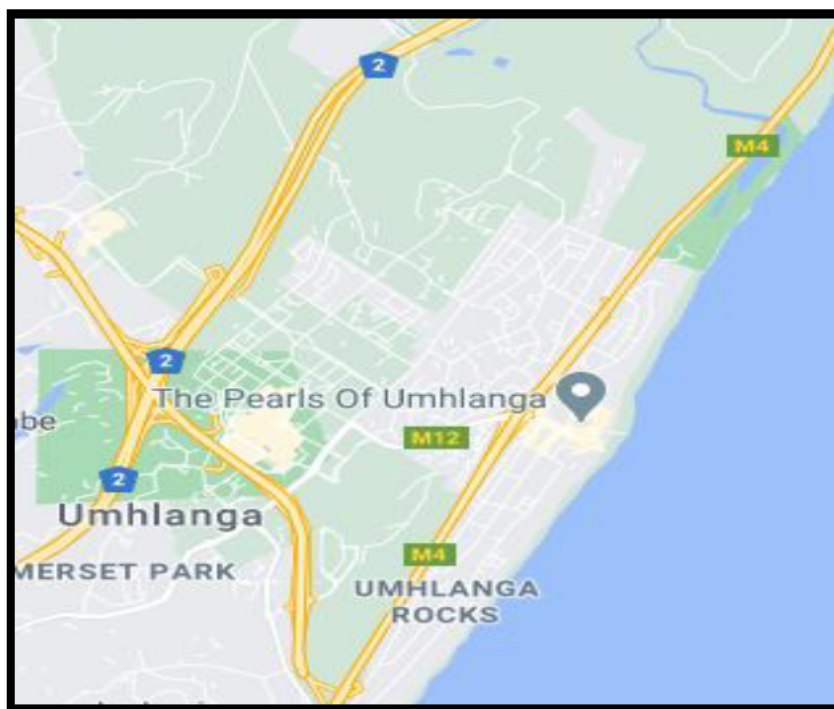 2
M4
2
The Pearls Of Umhlanga
M12
2
Umhlanga
M4
MERSET PARK
UMHLANGA
ROCKS